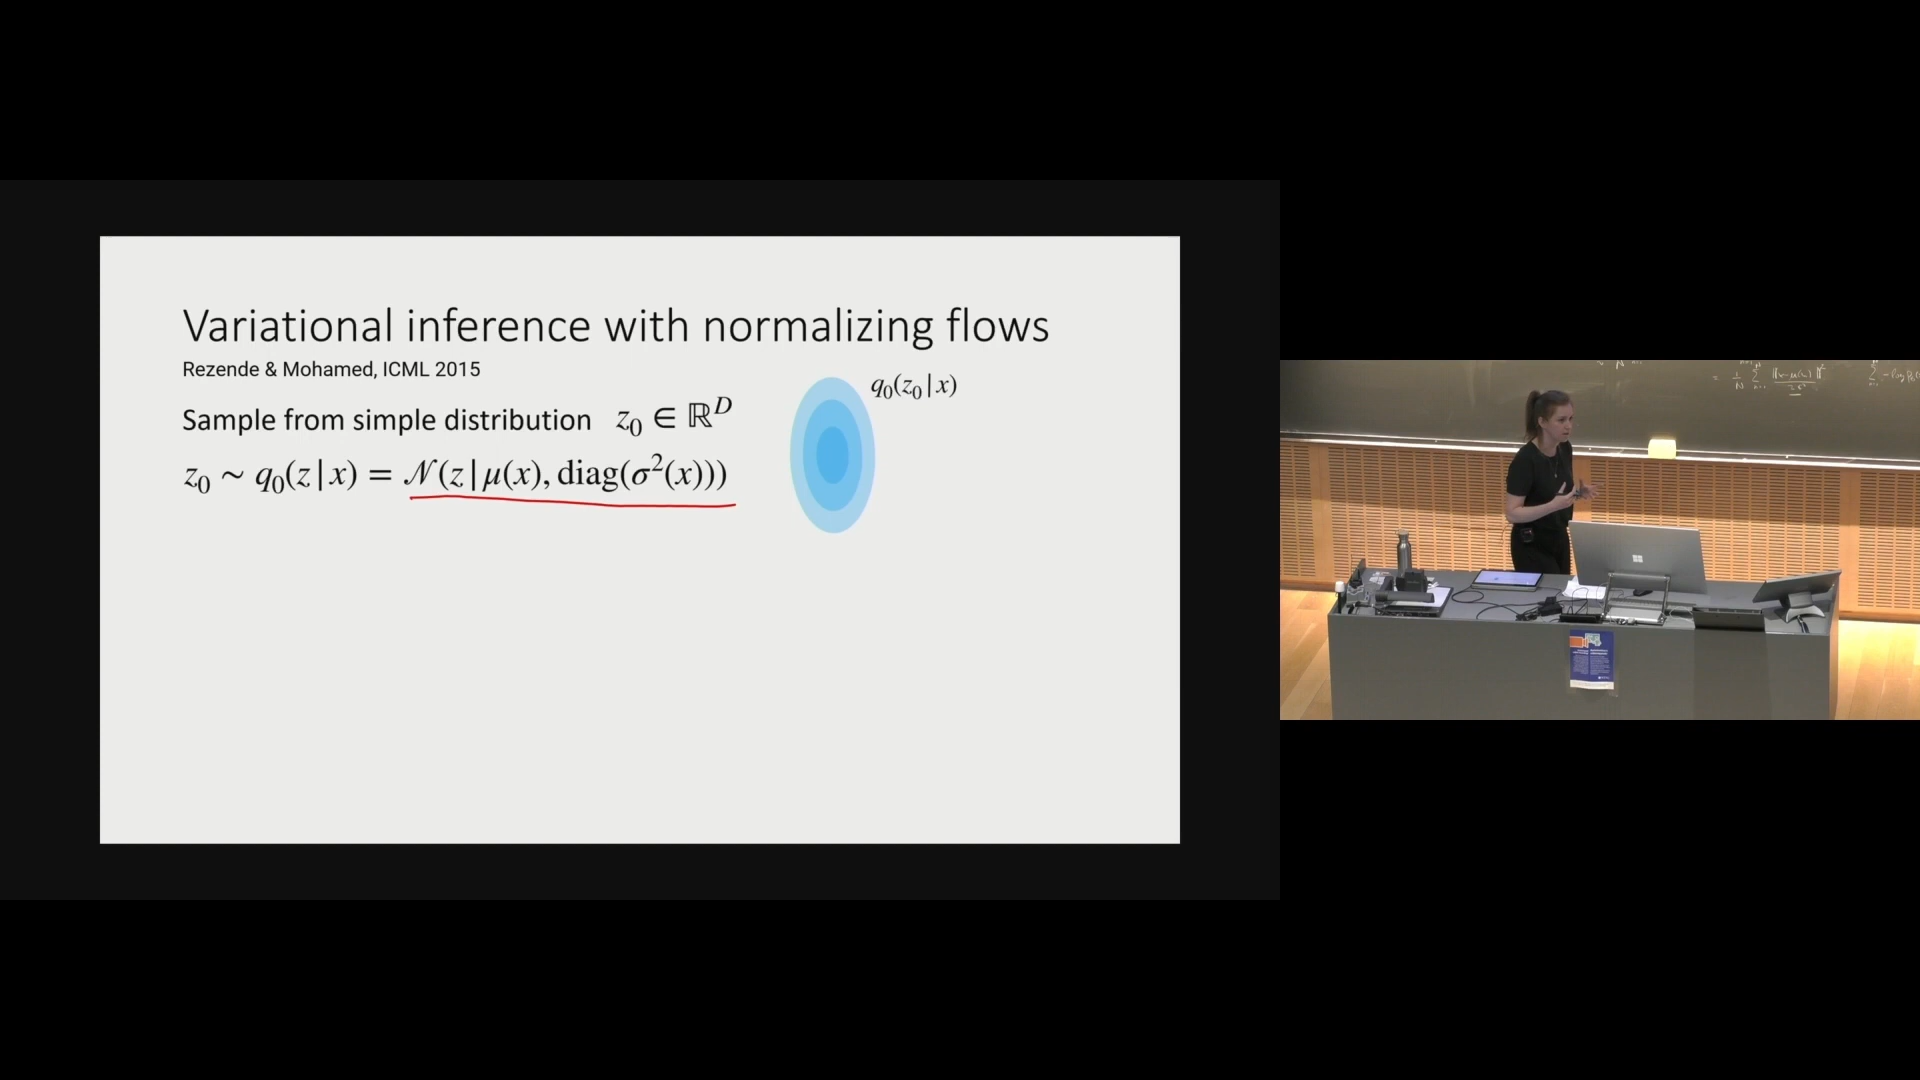 Variational inference with normalizing flows
Rezende & Mohamed, ICML 2015
q₀(z₀|x)
Sample from simple distribution z₀ ∈ ℝᴰ
z₀ ~ q₀(z|x) = 𝒩(z|μ(x), diag(σ²(x)))